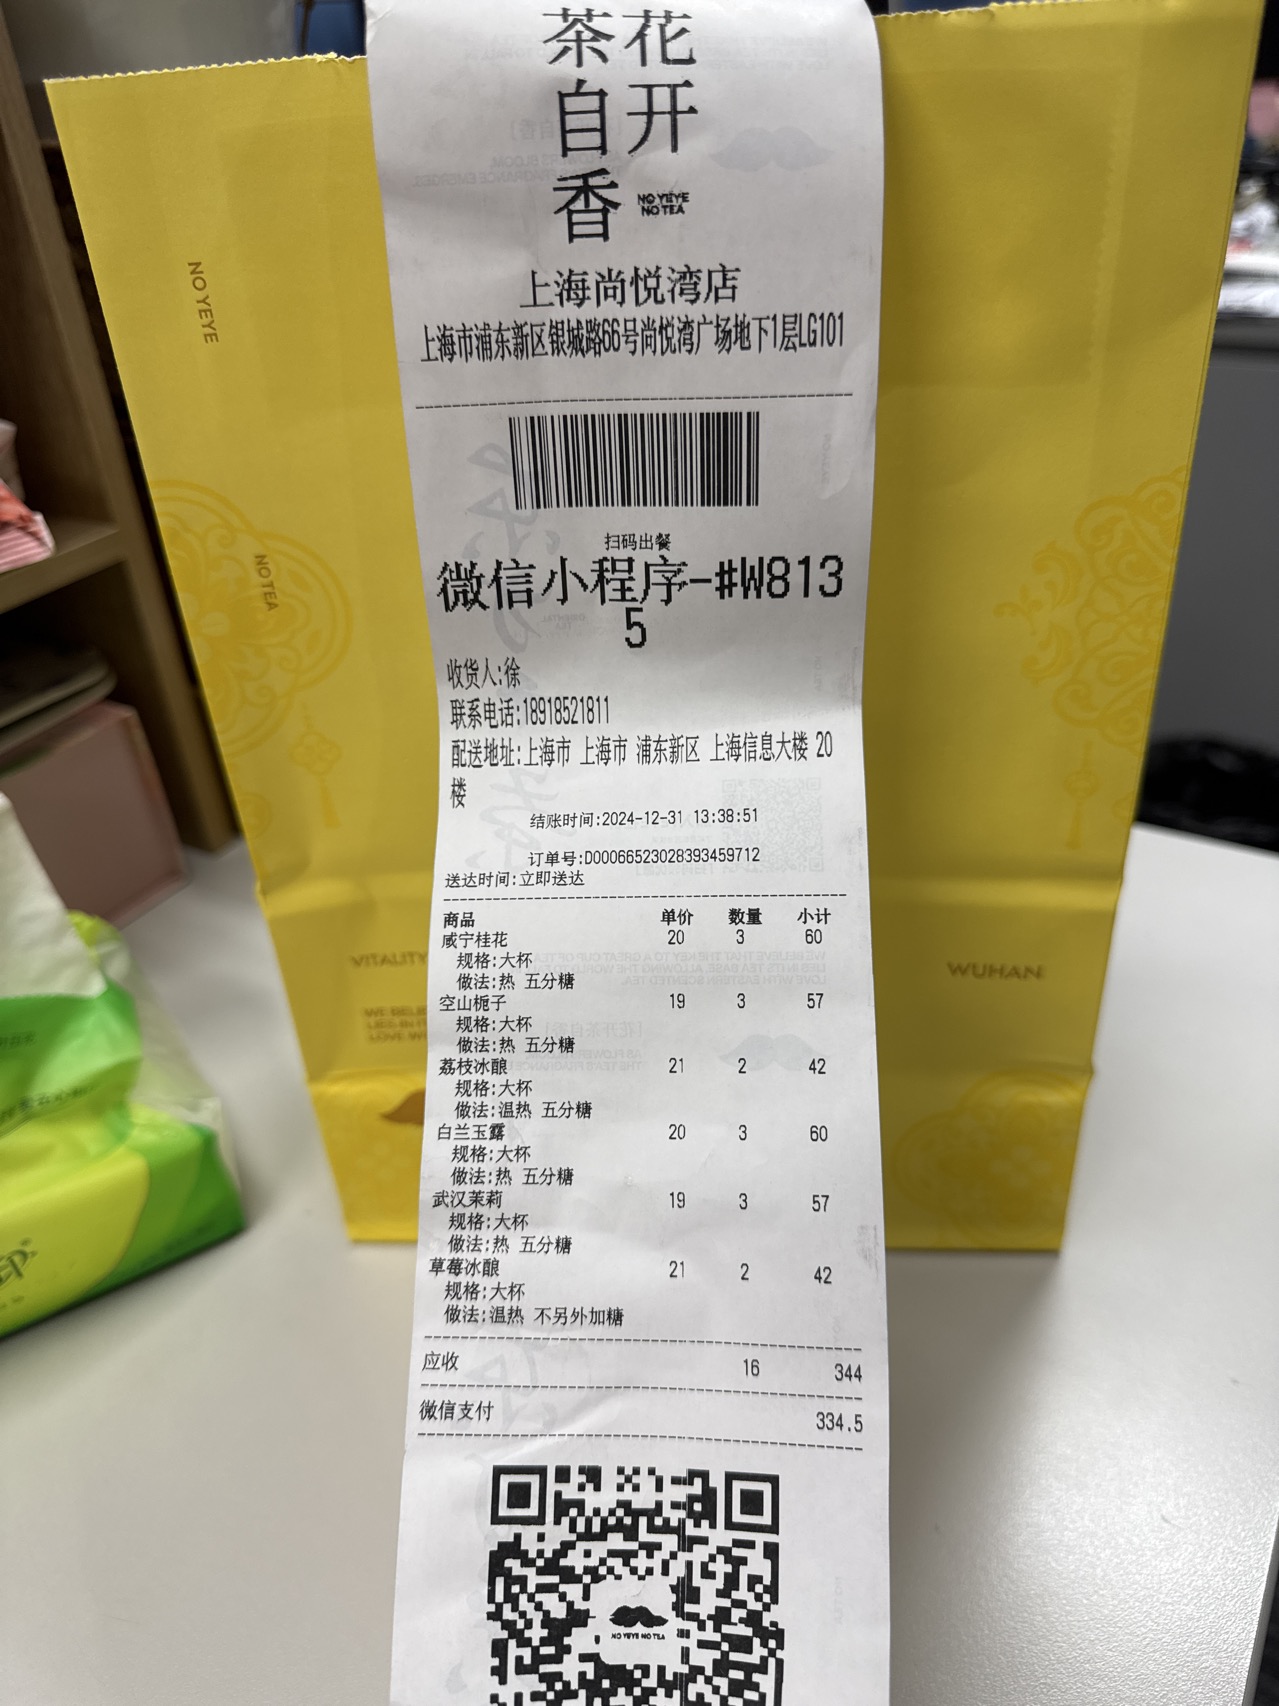 茶花
自开
香 NO YEYE
NO TEA
上海尚悦湾店
上海市浦东新区银城路66号尚悦湾广场地下1层LG101
扫码出餐
微信小程序-#W813
5
收货人:徐
联系电话:18918521811
配送地址:上海市 上海市 浦东新区 上海信息大楼 20
楼
结账时间:2024-12-31 13:38:51
订单号:D00066523028393459712
送达时间:立即送达
商品 单价 数量 小计
咸宁桂花 20 3 60
规格:大杯
做法:热 五分糖
空山栀子 19 3 57
规格:大杯
做法:热 五分糖
荔枝冰酿 21 2 42
规格:大杯
做法:温热 五分糖
白兰玉露 20 3 60
规格:大杯
做法:热 五分糖
武汉茉莉 19 3 57
规格:大杯
做法:热 五分糖
草莓冰酿 21 2 42
规格:大杯
做法:温热 不另外加糖
应收 16 344
微信支付 334.5
NO YEYE NO TEA
NO YEYE
NO TEA
VITALITY
WUHAN